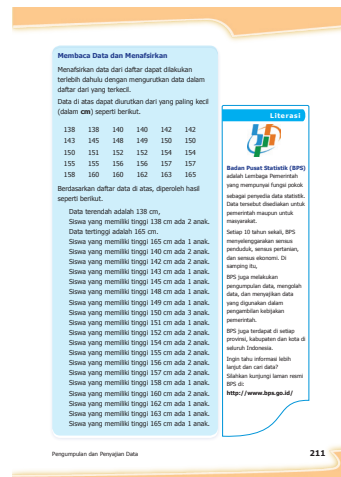 Membaca Data dan Menafsirkan
Menafsirkan data dari daftar dapat dilakukan
terlebih dahulu dengan mengurutkan data dalam
daftar dari yang terkecil.
Data di atas dapat diurutkan dari yang paling kecil
(dalam cm) seperti berikut.
138 138 140 140 142 142
143 145 148 149 150 150
150 151 152 152 154 154
155 155 156 156 157 157
158 160 160 162 163 165
Berdasarkan daftar data di atas, diperoleh hasil
seperti berikut.
Data terendah adalah 138 cm,
Siswa yang memiliki tinggi 138 cm ada 2 anak.
Data tertinggi adalah 165 cm.
Siswa yang memiliki tinggi 165 cm ada 1 anak.
Siswa yang memiliki tinggi 140 cm ada 2 anak.
Siswa yang memiliki tinggi 142 cm ada 2 anak.
Siswa yang memiliki tinggi 143 cm ada 1 anak.
Siswa yang memiliki tinggi 145 cm ada 1 anak.
Siswa yang memiliki tinggi 148 cm ada 1 anak.
Siswa yang memiliki tinggi 149 cm ada 1 anak.
Siswa yang memiliki tinggi 150 cm ada 3 anak.
Siswa yang memiliki tinggi 151 cm ada 1 anak.
Siswa yang memiliki tinggi 152 cm ada 2 anak.
Siswa yang memiliki tinggi 154 cm ada 2 anak.
Siswa yang memiliki tinggi 155 cm ada 2 anak.
Siswa yang memiliki tinggi 156 cm ada 2 anak.
Siswa yang memiliki tinggi 157 cm ada 2 anak.
Siswa yang memiliki tinggi 158 cm ada 1 anak.
Siswa yang memiliki tinggi 160 cm ada 2 anak.
Siswa yang memiliki tinggi 162 cm ada 1 anak.
Siswa yang memiliki tinggi 163 cm ada 1 anak.
Siswa yang memiliki tinggi 165 cm ada 1 anak.
Literasi
Badan Pusat Statistik (BPS)
adalah Lembaga Pemerintah
yang mempunyai fungsi pokok
sebagai penyedia data statistik.
Data tersebut disediakan untuk
pemerintah maupun untuk
masyarakat.
Setiap 10 tahun sekali, BPS
menyelenggarakan sensus
penduduk, sensus pertanian,
dan sensus ekonomi. Di
samping itu,
BPS juga melakukan
pengumpulan data, mengolah
data, dan menyajikan data
yang digunakan dalam
pengambilan kebijakan
pemerintah.
BPS juga terdapat di setiap
provinsi, kabupaten dan kota di
seluruh Indonesia.
Ingin tahu informasi lebih
lanjut dan cari data?
Silahkan kunjungi laman resmi
BPS di:
http://www.bps.go.id/
Pengumpulan dan Penyajian Data
211